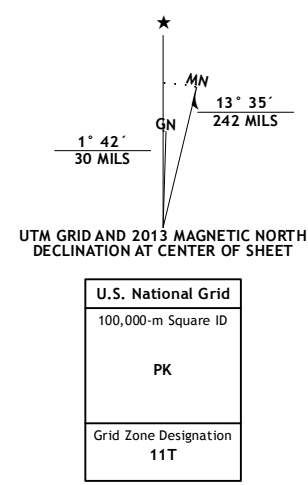 ★
MN
GN
13° 35´
242 MILS
1° 42´
30 MILS
UTM GRID AND 2013 MAGNETIC NORTH
DECLINATION AT CENTER OF SHEET
U.S. National Grid
100,000-m Square ID
PK
Grid Zone Designation
11T